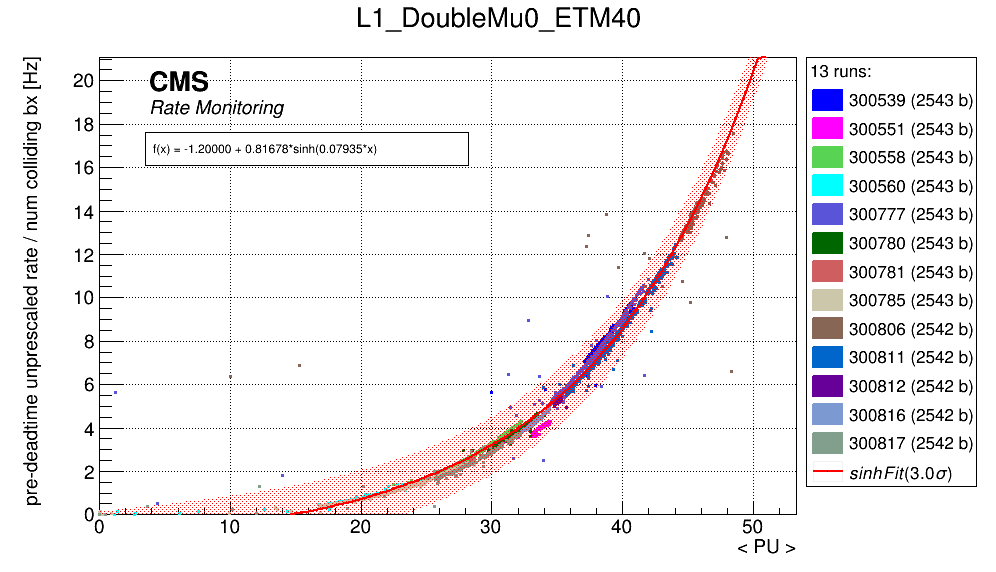 L1_DoubleMu0_ETM40
pre-deadtime unprescaled rate / num colliding bx [Hz]
CMS
Rate Monitoring
f(x) = -1.20000 + 0.81678*sinh(0.07935*x)
20
18
16
14
12
10
8
6
4
2
0
0 10 20 30 40 50
< PU >
13 runs:
300539 (2543 b)
300551 (2543 b)
300558 (2543 b)
300560 (2543 b)
300777 (2543 b)
300780 (2543 b)
300781 (2543 b)
300785 (2543 b)
300806 (2542 b)
300811 (2542 b)
300812 (2542 b)
300816 (2542 b)
300817 (2542 b)
sinhFit(3.0σ)